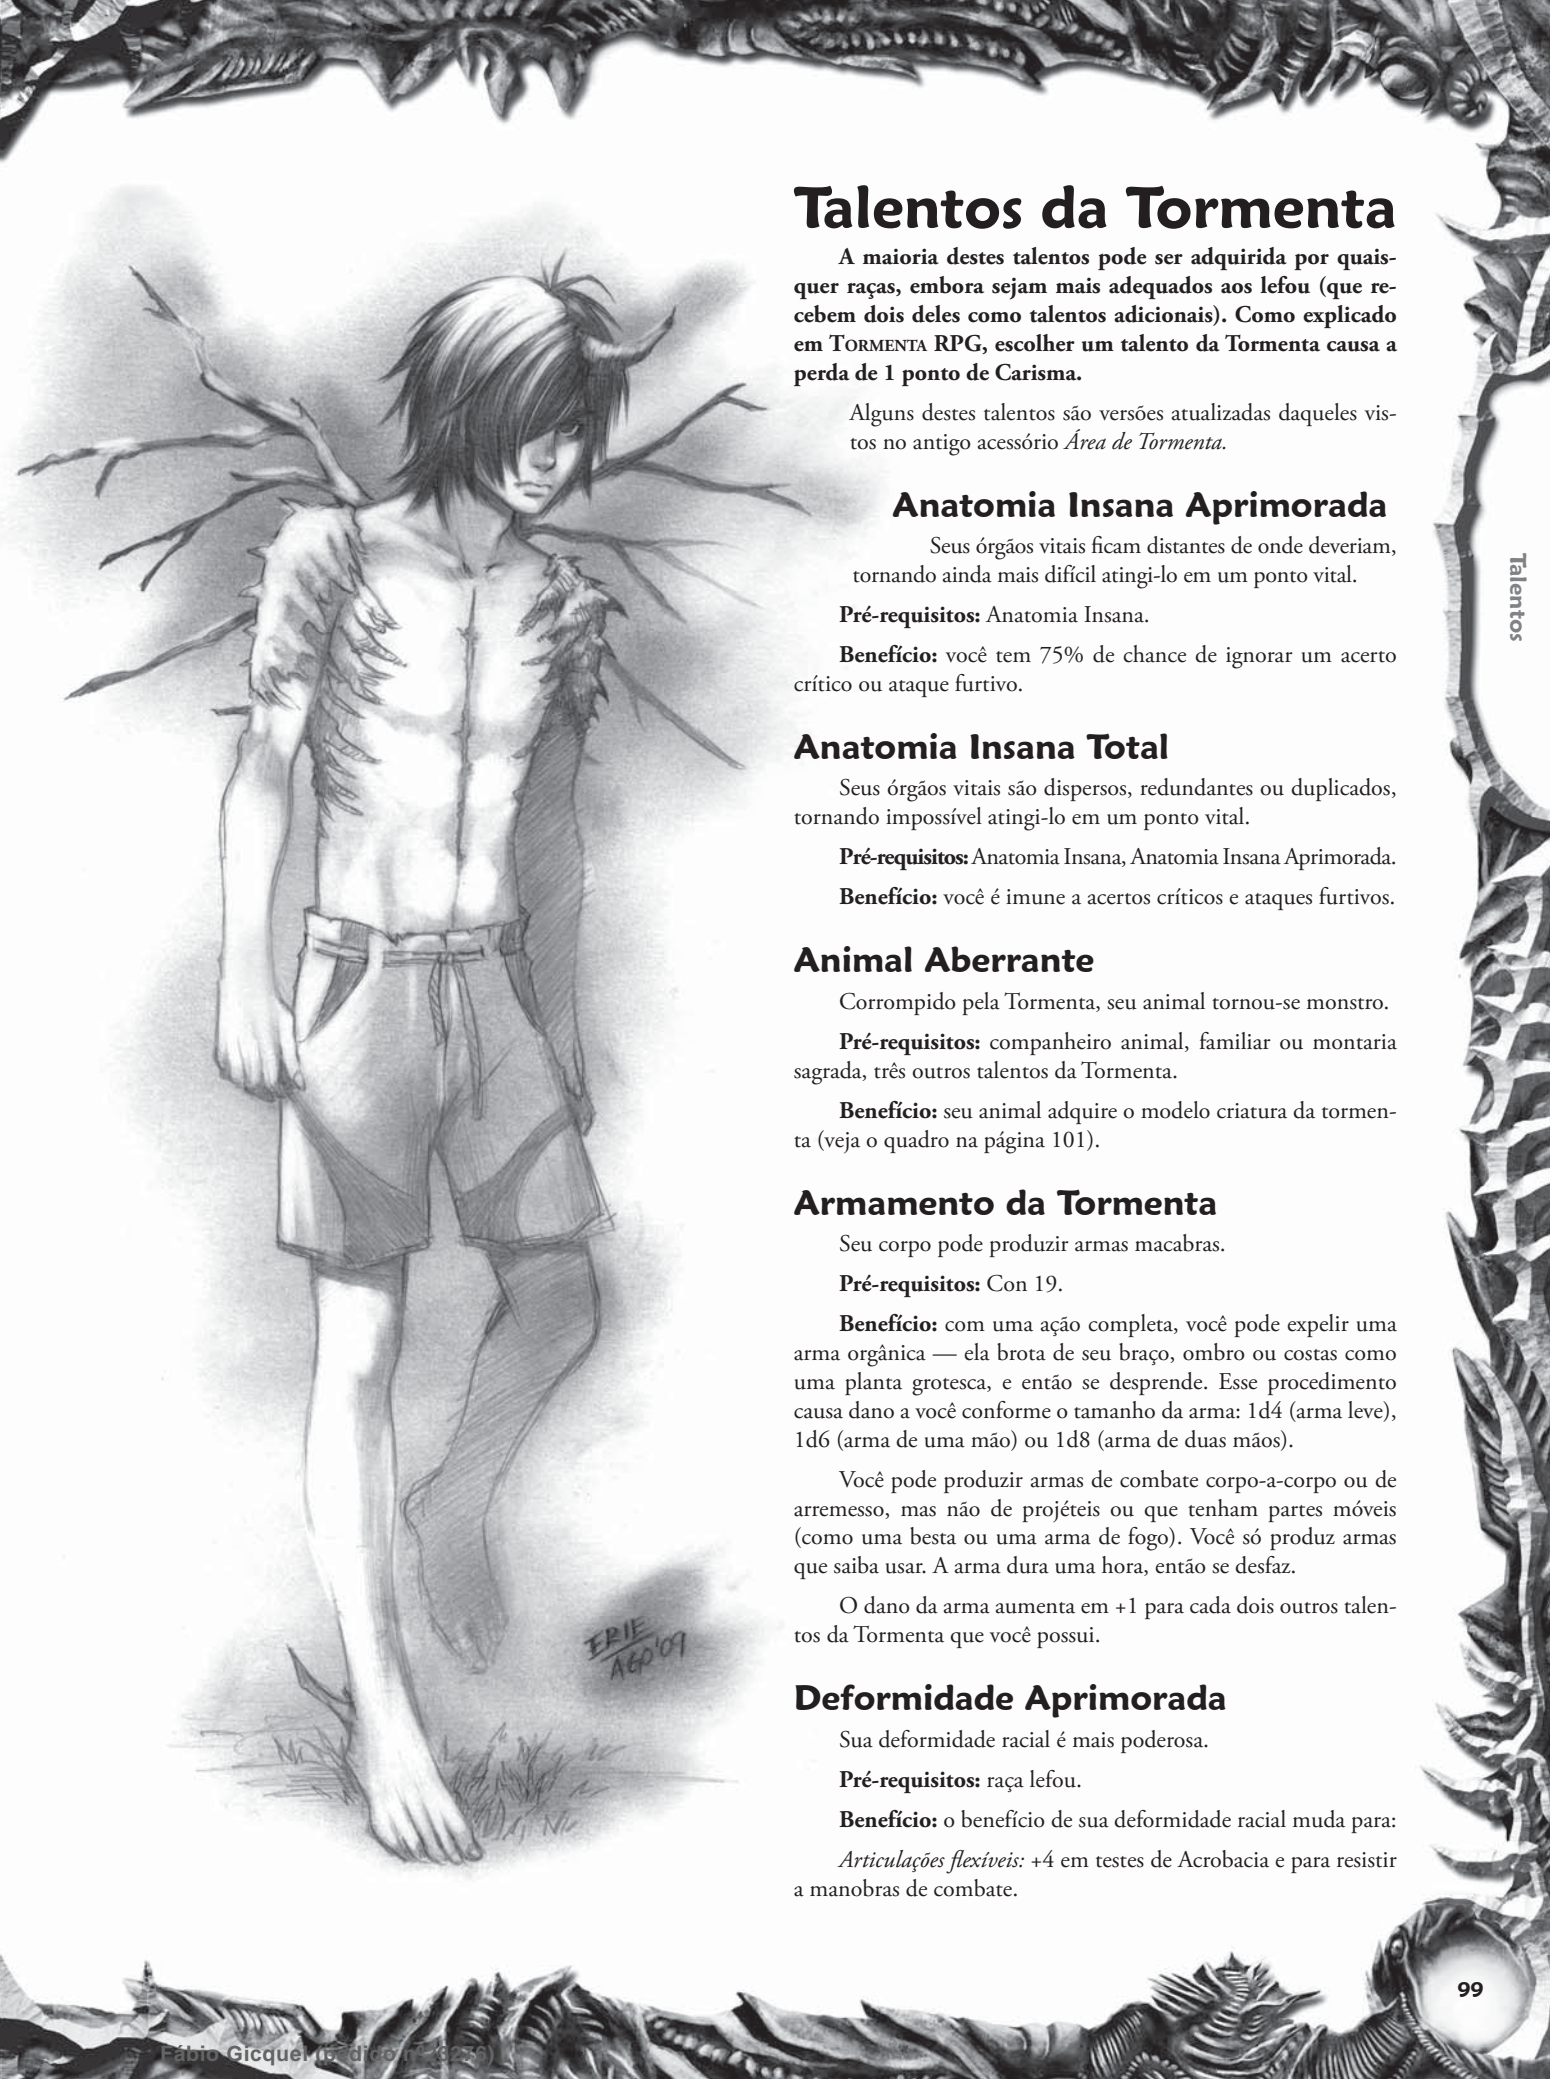 Talentos da Tormenta
A maioria destes talentos pode ser adquirida por quais-
quer raças, embora sejam mais adequados aos lefou (que re-
cebem dois deles como talentos adicionais). Como explicado
em TORMENTA RPG, escolher um talento da Tormenta causa a
perda de 1 ponto de Carisma.
Alguns destes talentos são versões atualizadas daqueles vis-
tos no antigo acessório Área de Tormenta.
Anatomia Insana Aprimorada
Seus órgãos vitais ficam distantes de onde deveriam,
tornando ainda mais difícil atingi-lo em um ponto vital.
Pré-requisitos: Anatomia Insana.
Benefício: você tem 75% de chance de ignorar um acerto
crítico ou ataque furtivo.
Anatomia Insana Total
Seus órgãos vitais são dispersos, redundantes ou duplicados,
tornando impossível atingi-lo em um ponto vital.
Pré-requisitos: Anatomia Insana, Anatomia Insana Aprimorada.
Benefício: você é imune a acertos críticos e ataques furtivos.
Animal Aberrante
Corrompido pela Tormenta, seu animal tornou-se monstro.
Pré-requisitos: companheiro animal, familiar ou montaria
sagrada, três outros talentos da Tormenta.
Benefício: seu animal adquire o modelo criatura da tormen-
ta (veja o quadro na página 101).
Armamento da Tormenta
Seu corpo pode produzir armas macabras.
Pré-requisitos: Con 19.
Benefício: com uma ação completa, você pode expelir uma
arma orgânica — ela brota de seu braço, ombro ou costas como
uma planta grotesca, e então se desprende. Esse procedimento
causa dano a você conforme o tamanho da arma: 1d4 (arma leve),
1d6 (arma de uma mão) ou 1d8 (arma de duas mãos).
Você pode produzir armas de combate corpo-a-corpo ou de
arremesso, mas não de projéteis ou que tenham partes móveis
(como uma besta ou uma arma de fogo). Você só produz armas
que saiba usar. A arma dura uma hora, então se desfaz.
O dano da arma aumenta em +1 para cada dois outros talen-
tos da Tormenta que você possui.
Deformidade Aprimorada
Sua deformidade racial é mais poderosa.
Pré-requisitos: raça lefou.
Benefício: o benefício de sua deformidade racial muda para:
Articulações flexíveis: +4 em testes de Acrobacia e para resistir
a manobras de combate.
Talentos
ERIE
AGO'09
99
Fábio Gicquel